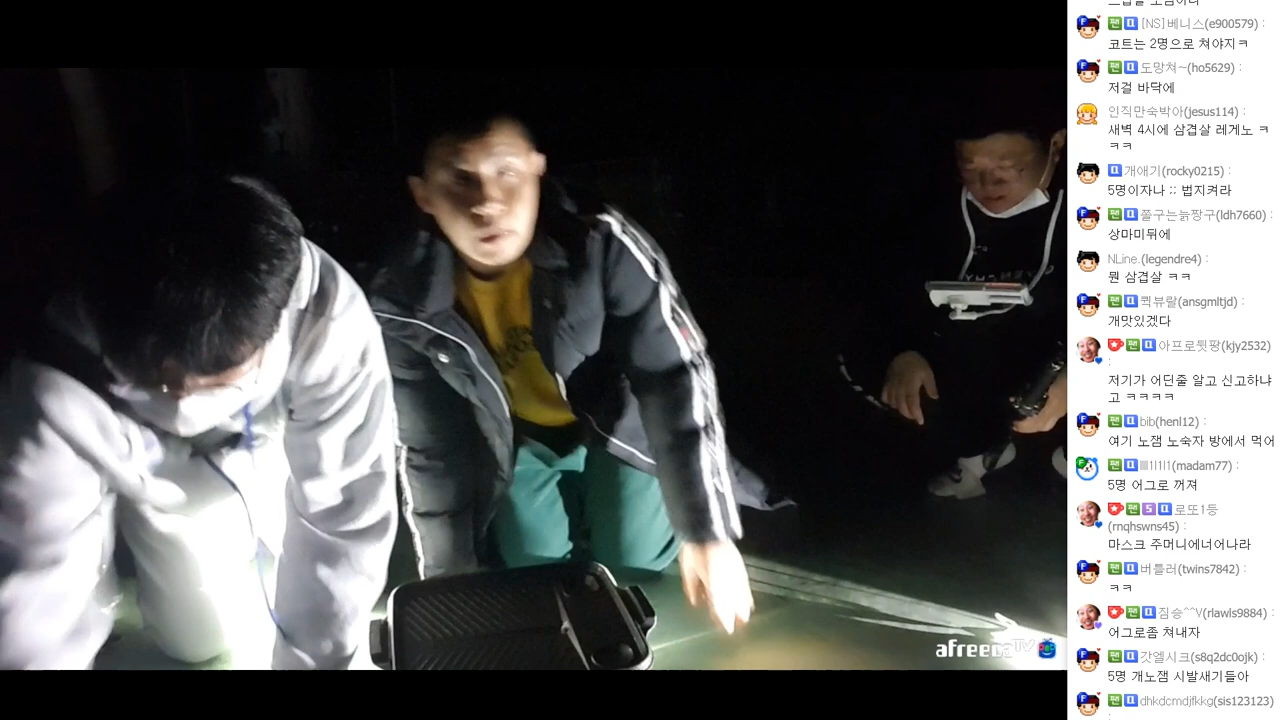 [NS]베니스(e900579) :
코트는 2명으로 쳐야지ㅋ
도망쳐~(ho5629) :
저걸 바닥에
인직만숙박아(jesus114) :
새벽 4시에 삼겹살 레게노 ㅋ
ㅋㅋ
개애기(rocky0215) :
5명이자나 ;; 법지켜라
쫄구는늙짱구(ldh7660) :
상마미뒤에
NLine.(legendre4) :
뭔 삼겹살 ㅋㅋ
(ansgmltjd) :
개맛있겠다
아프로뒷팡(kjy2532)
:
저기가 어딘줄 알고 신고하냐
고 ㅋㅋㅋㅋ
bib(henl12) :
여기 노잼 노숙자 방에서 먹어
(madam77) :
5명 어그로 꺼져
로또1등
(rnqhswns45) :
마스크 주머니에너어나라
버틀러(twins7842) :
ㅋㅋ
짐승^^V(rlawls9884) :
어그로좀 쳐내자
갓엘시크(s8q2dc0ojk) :
5명 개노잼 시발새기들아
dhkdcmdjfkkg(sis123123)
:
afreecaTV